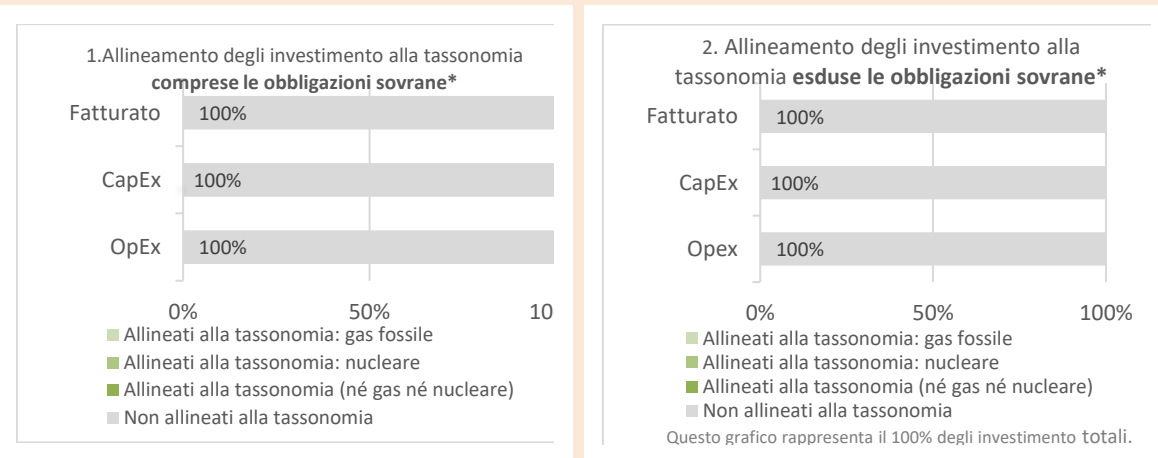 1.Allineamento degli investimento alla tassonomia
comprese le obbligazioni sovrane*
Fatturato 100%
CapEx 100%
OpEx 100%
0% 50% 10
Allineati alla tassonomia: gas fossile
Allineati alla tassonomia: nucleare
Allineati alla tassonomia (né gas né nucleare)
Non allineati alla tassonomia
2. Allineamento degli investimento alla
tassonomia esduse le obbligazioni sovrane*
Fatturato 100%
CapEx 100%
Opex 100%
0% 50% 100%
Allineati alla tassonomia: gas fossile
Allineati alla tassonomia: nucleare
Allineati alla tassonomia (né gas né nucleare)
Non allineati alla tassonomia
Questo grafico rappresenta il 100% degli investimento totali.